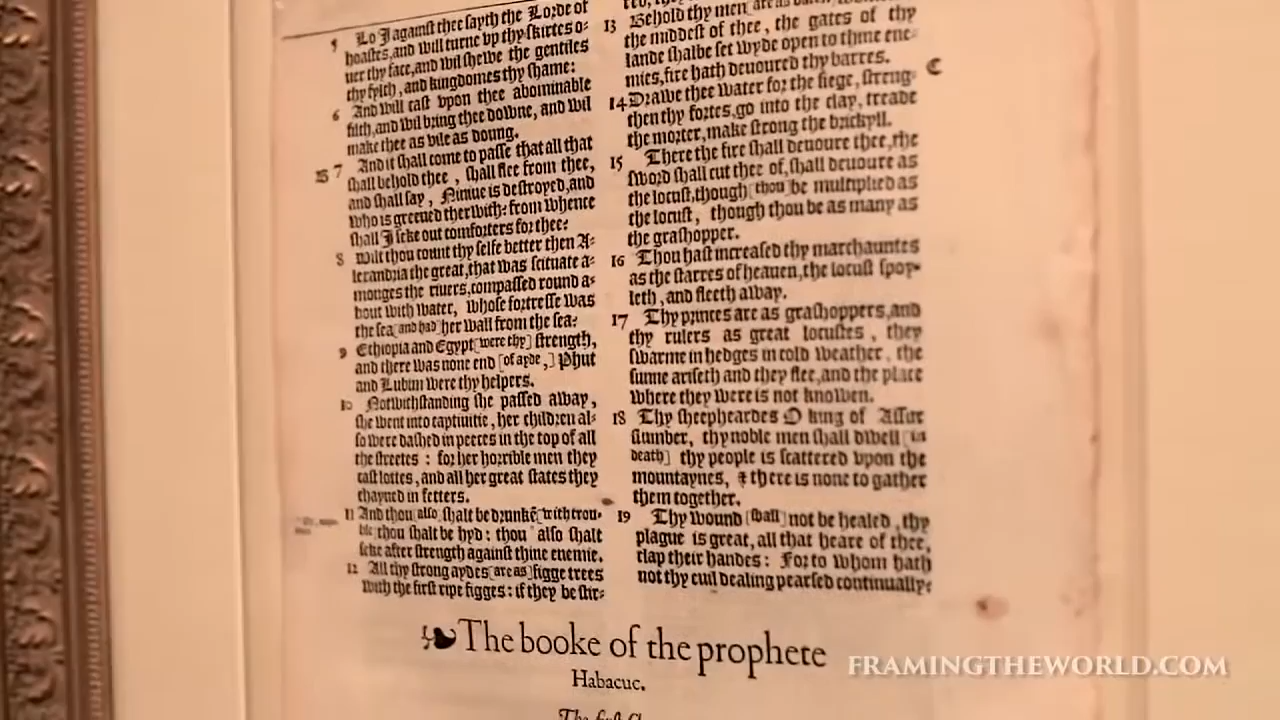 5 Lo I against thee sayth the Lorde of
hoastes, and will turne vp thy skirtes o-
uer thy face, and wil shewe the gentiles
thy fylth, and kingdomes thy shame:
6 And will cast vpon thee abominable
filth, and wil bring thee downe, and wil
make thee as vile as doung.
B 7 And it shall come to passe that all that
shall behold thee, shall flee from thee,
and shall say, Niniue is destroyed, and
who is greeued therwith: from whence
shall I seke out comforters for thee?
8 Wilt thou count thy selfe better then A-
lexandria the great, that was scituate a-
monges the riuers, compassed round a-
bout with water, whose fortresse was
the sea [and had] her wall from the sea?
9 Ethiopia and Egypt [were thy] strength,
and there was none end [of ayde,] Phut
and Lubim were thy helpers.
10 Notwithstanding she passed away,
she went into captiuitie, her children al-
so were dashed in peeces in the top of all
the streetes: for her horrible men they
cast lottes, and all her great states they
chayned in fetters.
11 And thou also shalt be drunkē [with trou-
ble] thou shalt be hyd: thou also shalt
seke after strength against thine enemie.
12 All thy strong aydes [are as] figge trees
with the first ripe figges: if they be stir-
13 Behold thy men are as
the middest of thee, the gates of thy
lande shalbe set wyde open to thine ene-
mies, fire hath deuoured thy barres.
C
14 Drawe thee water for the siege, streng-
then thy fortes, go into the clay, treade
the morter, make strong the brickyll.
15 There the fire shall deuoure thee, the
sword shall cut thee of, shall deuoure as
the locust, though [thou] be multiplied as
the locust, though thou be as many as
the grashopper.
16 Thou hast increased thy marchauntes
as the starres of heauen, the locust spoy-
leth, and fleeth away.
17 Thy princes are as grashoppers, and
thy rulers as great locustes, they
swarme in hedges in cold weather, the
sunne ariseth and they flee, and the place
where they were is not knowen.
18 Thy sheepheardes O king of Assur
slumber, thy noble men shall dwell [in
death] thy people is scattered vpon the
mountaynes, & there is none to gather
them together.
19 Thy wound [shall] not be healed, thy
plague is great, all that heare of thee,
clap their handes: For to whom hath
not thy euil dealing pearsed continually?
The booke of the prophete
Habacuc.
FRAMINGTHEWORLD.COM